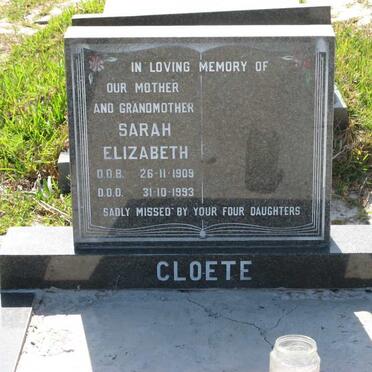 IN LOVING MEMORY OF
OUR MOTHER
AND GRANDMOTHER
SARAH
ELIZABETH
D.O.B. 26-11-1909
D.O.D. 31-10-1993
SADLY MISSED BY YOUR FOUR DAUGHTERS
CLOETE